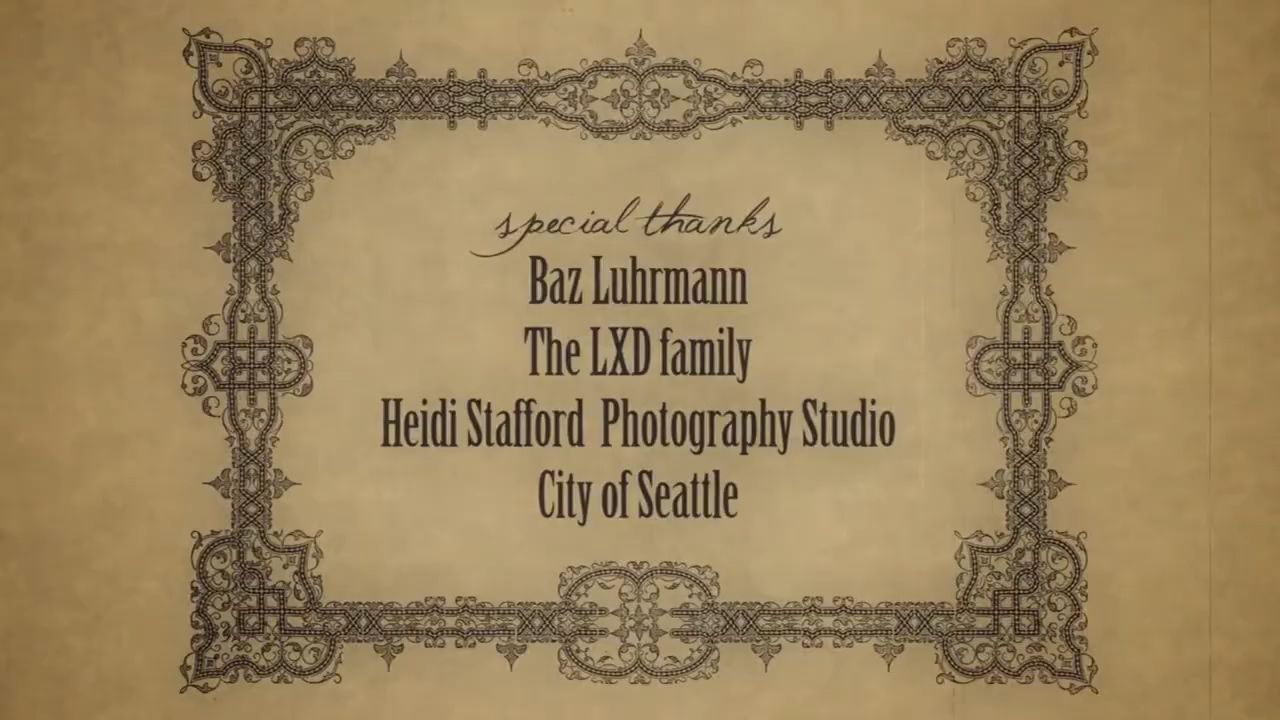 special thanks
Baz Luhrmann
The LXD family
Heidi Stafford Photography Studio
City of Seattle